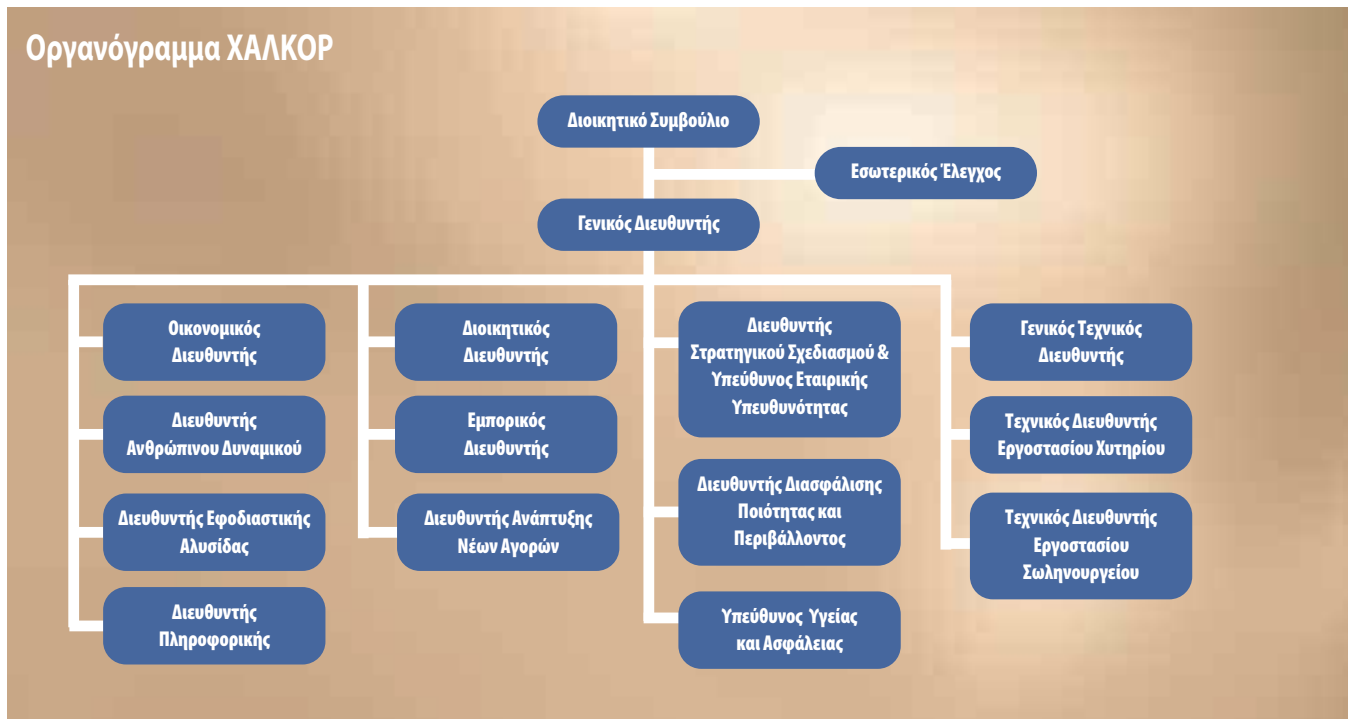 Οργανόγραμμα ΧΑΛΚΟΡ
Διοικητικό Συμβούλιο
Εσωτερικός Έλεγχος
Γενικός Διευθυντής
Οικονομικός
Διευθυντής
Διευθυντής
Ανθρώπινου Δυναμικού
Διευθυντής Εφοδιαστικής
Αλυσίδας
Διευθυντής
Πληροφορικής
Διοικητικός
Διευθυντής
Εμπορικός
Διευθυντής
Διευθυντής Ανάπτυξης
Νέων Αγορών
Διευθυντής
Στρατηγικού Σχεδιασμού &
Υπεύθυνος Εταιρικής
Υπευθυνότητας
Διευθυντής Διασφάλισης
Ποιότητας και
Περιβάλλοντος
Υπεύθυνος Υγείας
και Ασφάλειας
Γενικός Τεχνικός
Διευθυντής
Τεχνικός Διευθυντής
Εργοστασίου Χυτηρίου
Τεχνικός Διευθυντής
Εργοστασίου
Σωληνουργείου